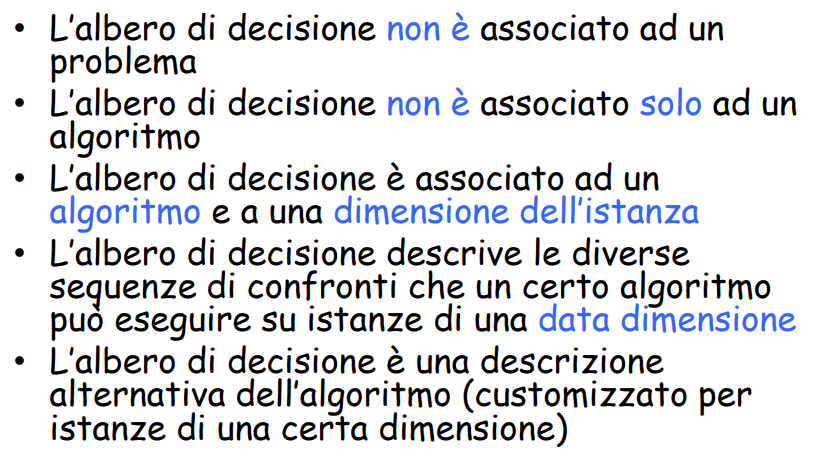 • L'albero di decisione non è associato ad un
problema
• L'albero di decisione non è associato solo ad un
algoritmo
• L'albero di decisione è associato ad un
algoritmo e a una dimensione dell'istanza
• L'albero di decisione descrive le diverse
sequenze di confronti che un certo algoritmo
può eseguire su istanze di una data dimensione
• L'albero di decisione è una descrizione
alternativa dell'algoritmo (customizzato per
istanze di una certa dimensione)